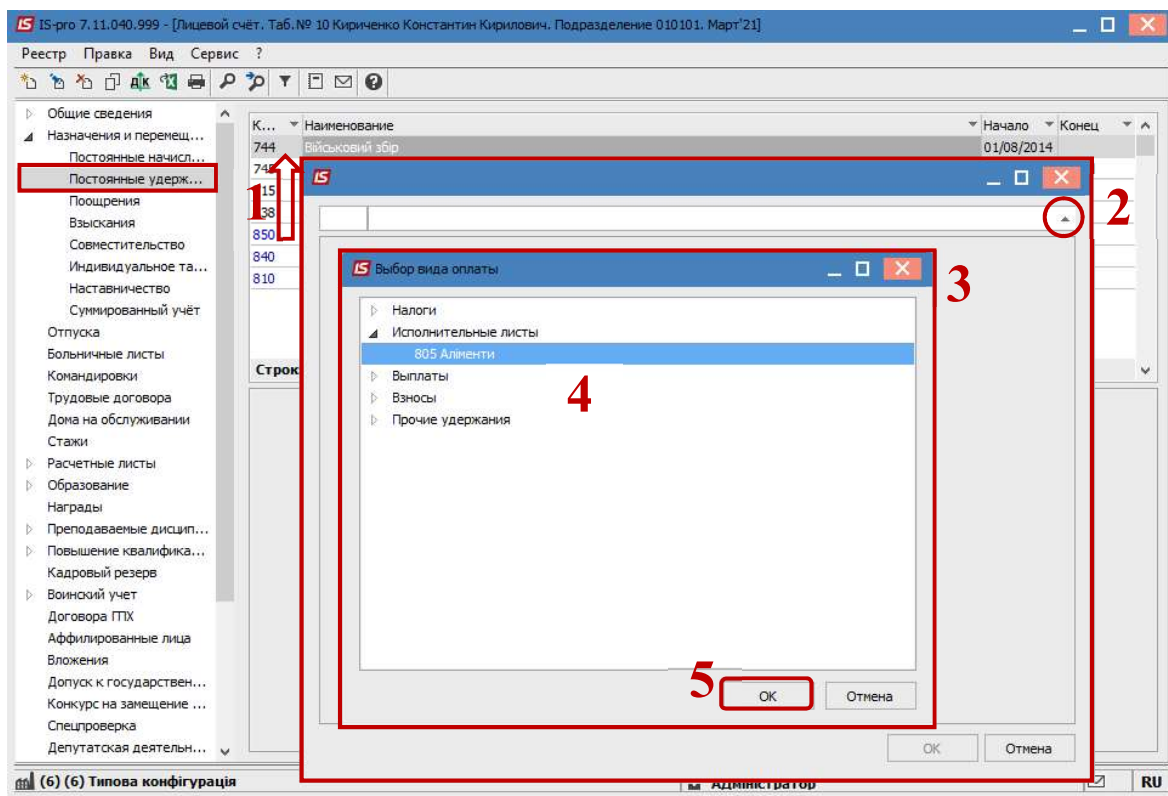 IS-pro 7.11.040.999 - [Лицевой счёт. Таб.№ 10 Кириченко Константин Кирилович. Подразделение 010101. Март'21]
Реестр Правка Вид Сервис ?
Общие сведения
Назначения и перемещ...
Постоянные начисл...
Постоянные удерж...
Поощрения
Взыскания
Совместительство
Индивидуальное та...
Наставничество
Суммированный учёт
Отпуска
Больничные листы
Командировки
Трудовые договора
Дома на обслуживании
Стажи
Расчетные листы
Образование
Награды
Преподаваемые дисцип...
Повышение квалифика...
Кадровый резерв
Воинский учет
Договора ГПХ
Аффилированные лица
Вложения
Допуск к государствен...
Конкурс на замещение ...
Спецпроверка
Депутатская деятельн...
К... Наименование Начало Конец
744 Військовий збір 01/08/2014
850
840
810
Строк
1
2
3
Выбор вида оплаты
Налоги
Исполнительные листы
805 Аліменти
Выплаты
Взносы
Прочие удержания
4
5
ОК Отмена
ОК Отмена
(6) (6) Типова конфігурація Адміністратор RU